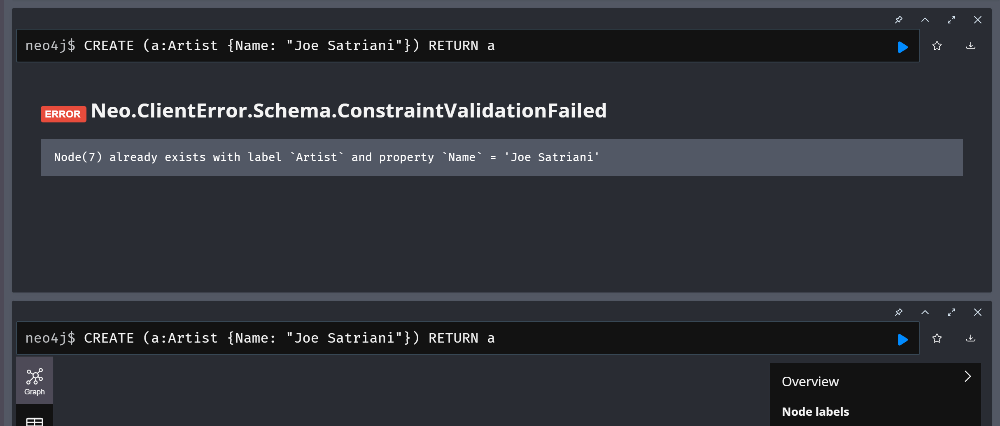 neo4j$ CREATE (a:Artist {Name: "Joe Satriani"}) RETURN a
ERROR Neo.ClientError.Schema.ConstraintValidationFailed
Node(7) already exists with label `Artist` and property `Name` = 'Joe Satriani'
neo4j$ CREATE (a:Artist {Name: "Joe Satriani"}) RETURN a
Graph
Overview
Node labels